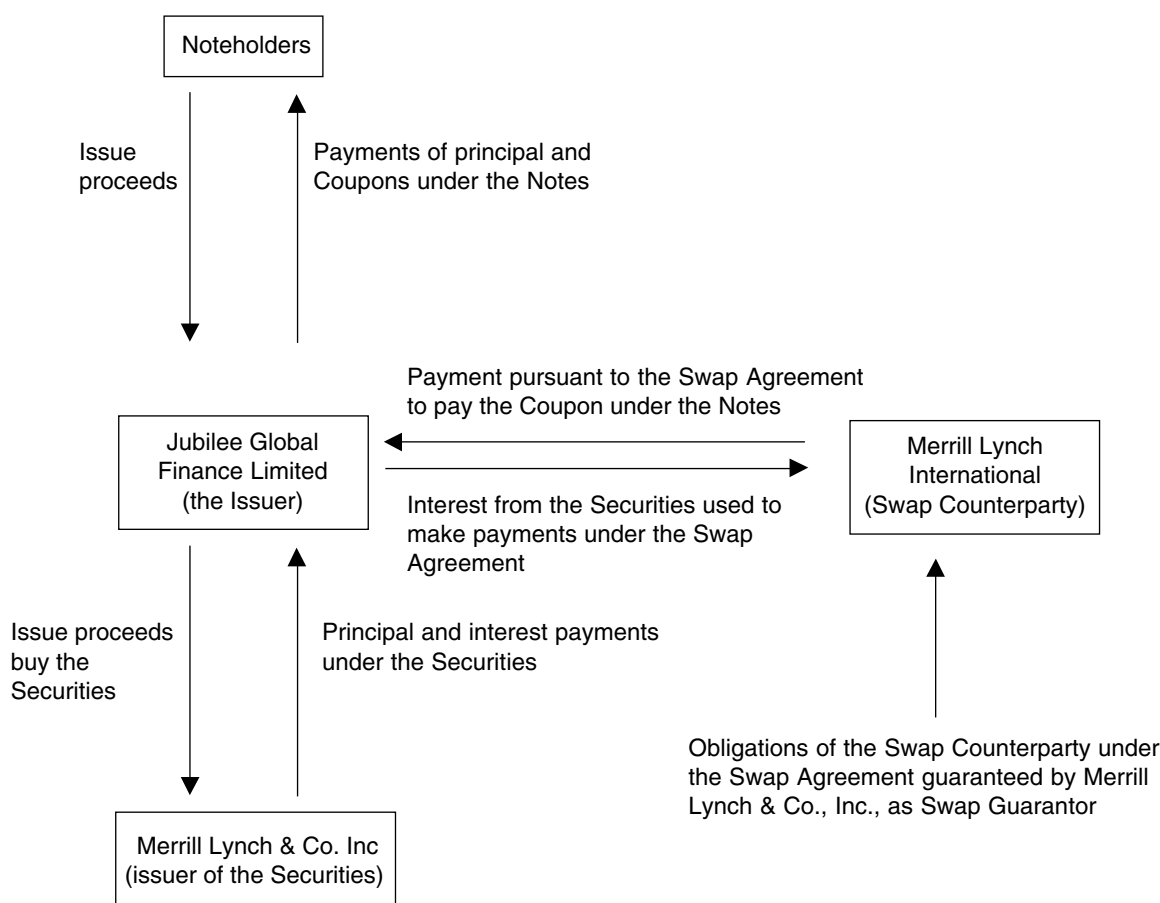 Noteholders
Issue
proceeds
Payments of principal and
Coupons under the Notes
Payment pursuant to the Swap Agreement
to pay the Coupon under the Notes
Jubilee Global
Finance Limited
(the Issuer)
Merrill Lynch
International
(Swap Counterparty)
Interest from the Securities used to
make payments under the Swap
Agreement
Issue proceeds
buy the
Securities
Principal and interest payments
under the Securities
Obligations of the Swap Counterparty under
the Swap Agreement guaranteed by Merrill
Lynch & Co., Inc., as Swap Guarantor
Merrill Lynch & Co. Inc
(issuer of the Securities)